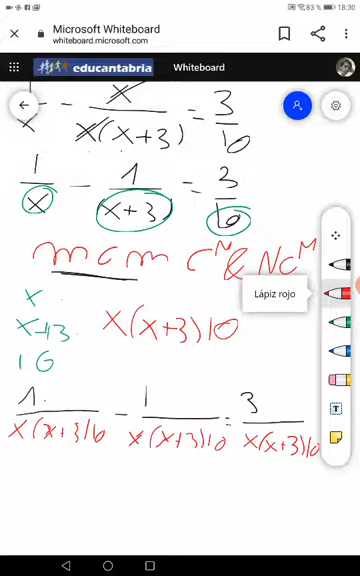 83 % 18:30
Microsoft Whiteboard
whiteboard.microsoft.com
educantabria Whiteboard
x - x / x(x+3) = 3 / 10
1 / x - 1 / (x+3) = 3 / 10
m c m C^N & NC^M
Lápiz rojo
x
x+3
10
x(x+3)10
1 / x(x+3)10 - 1 / x(x+3)10 = 3 / x(x+3)10